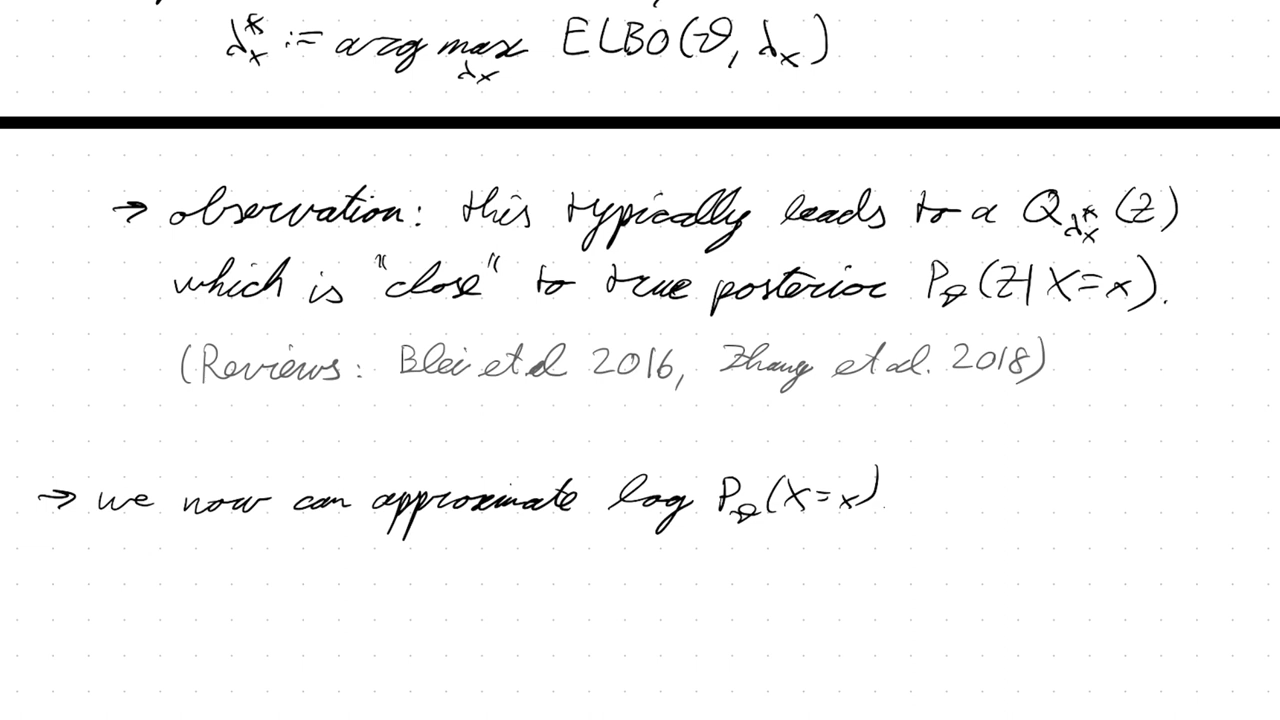 λ*ₓ := arg max ELBO(ϑ, λₓ)
λₓ
→ observation: this typically leads to a Q_λ*ₓ (Z)
which is "close" to true posterior P_ϑ(Z|X=x).
(Reviews: Blei et al 2016, Zhang et al. 2018)
→ we now can approximate log P_ϑ(X=x)